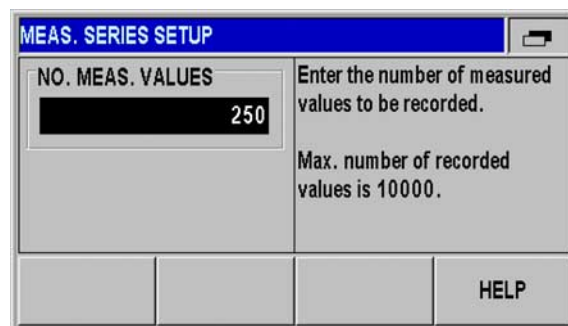 MEAS. SERIES SETUP
NO. MEAS. VALUES
250
Enter the number of measured
values to be recorded.
Max. number of recorded
values is 10000.
HELP